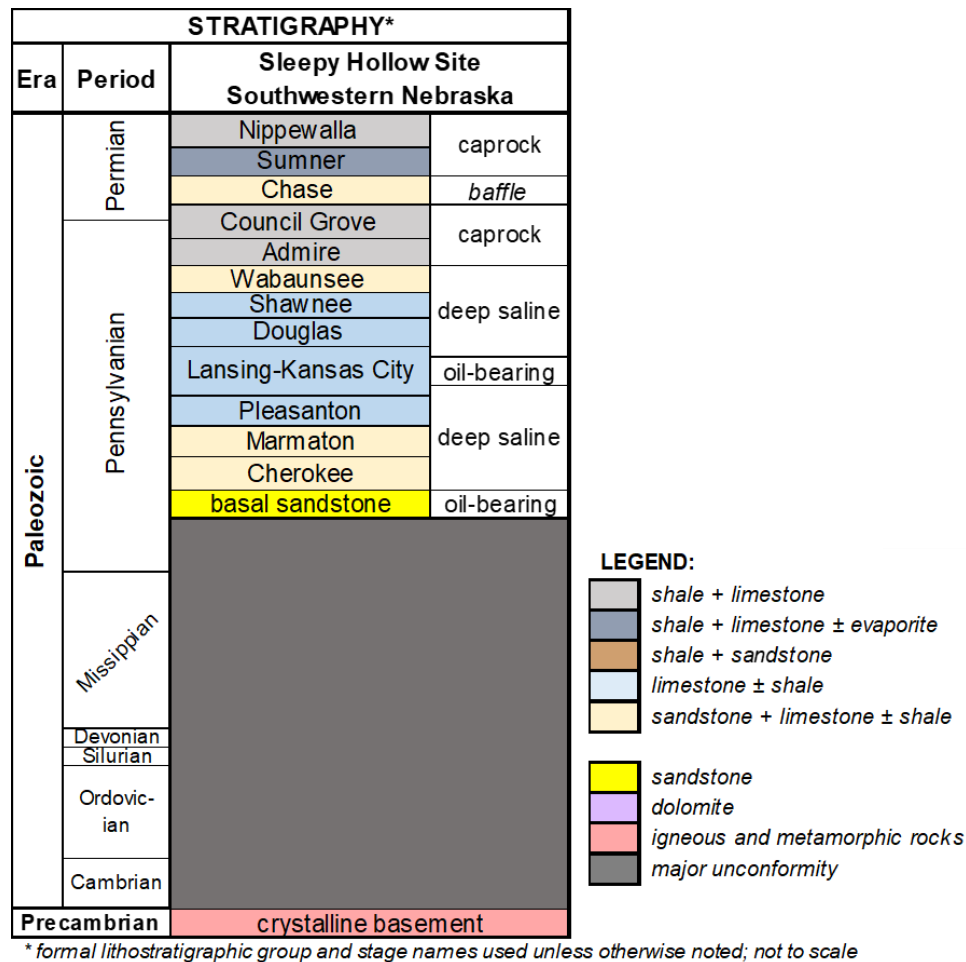 STRATIGRAPHY*
Era
Period
Sleepy Hollow Site
Southwestern Nebraska
Paleozoic
Permian
Nippewalla
caprock
Sumner
Chase
baffle
Pennsylvanian
Council Grove
caprock
Admire
Wabaunsee
deep saline
Shawnee
Douglas
Lansing-Kansas City
oil-bearing
Pleasanton
deep saline
Marmaton
Cherokee
basal sandstone
oil-bearing
Missippian
Devonian
Silurian
Ordovic-
ian
Cambrian
Precambrian
crystalline basement
LEGEND:
shale + limestone
shale + limestone ± evaporite
shale + sandstone
limestone ± shale
sandstone + limestone ± shale
sandstone
dolomite
igneous and metamorphic rocks
major unconformity
* formal lithostratigraphic group and stage names used unless otherwise noted; not to scale